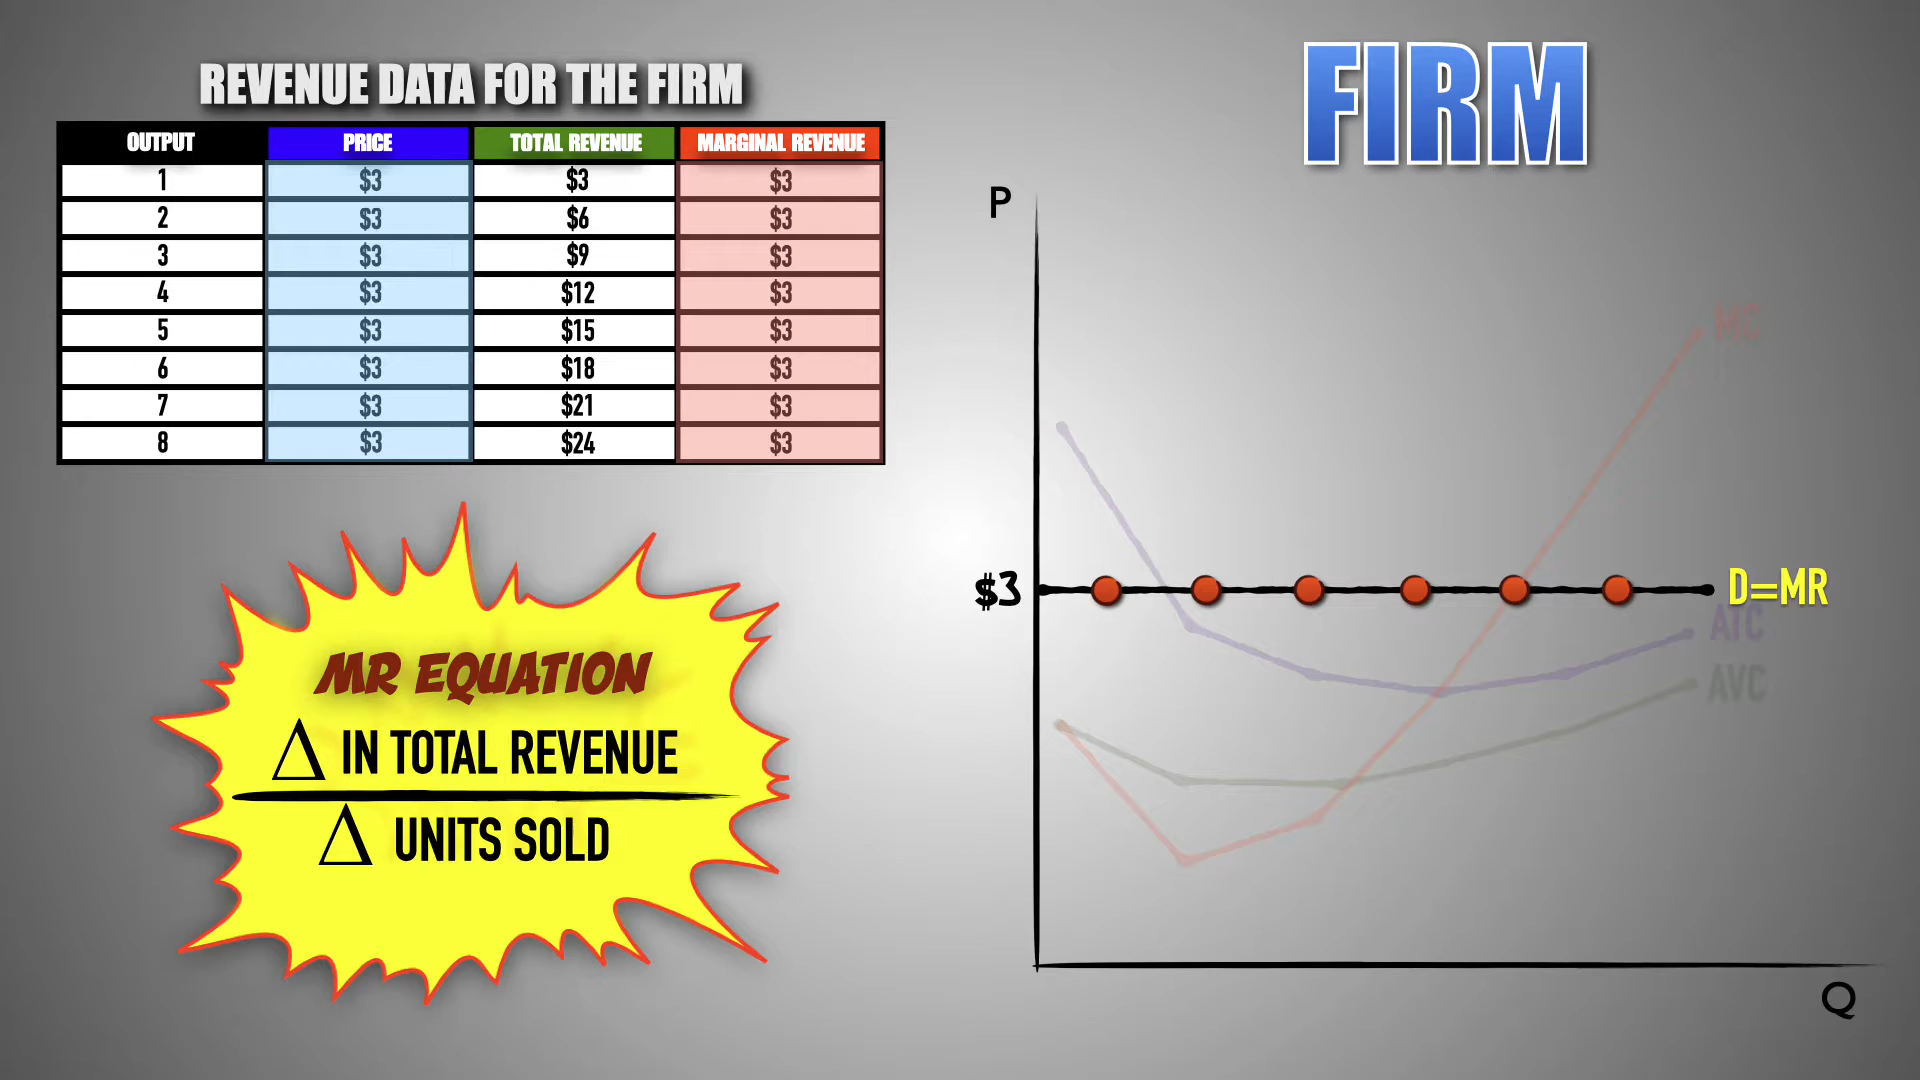 REVENUE DATA FOR THE FIRM
OUTPUT PRICE TOTAL REVENUE MARGINAL REVENUE
1 $3 $3 $3
2 $3 $6 $3
3 $3 $9 $3
4 $3 $12 $3
5 $3 $15 $3
6 $3 $18 $3
7 $3 $21 $3
8 $3 $24 $3
MR EQUATION
Δ IN TOTAL REVENUE
Δ UNITS SOLD
FIRM
P
MC
$3
D=MR
ATC
AVC
Q